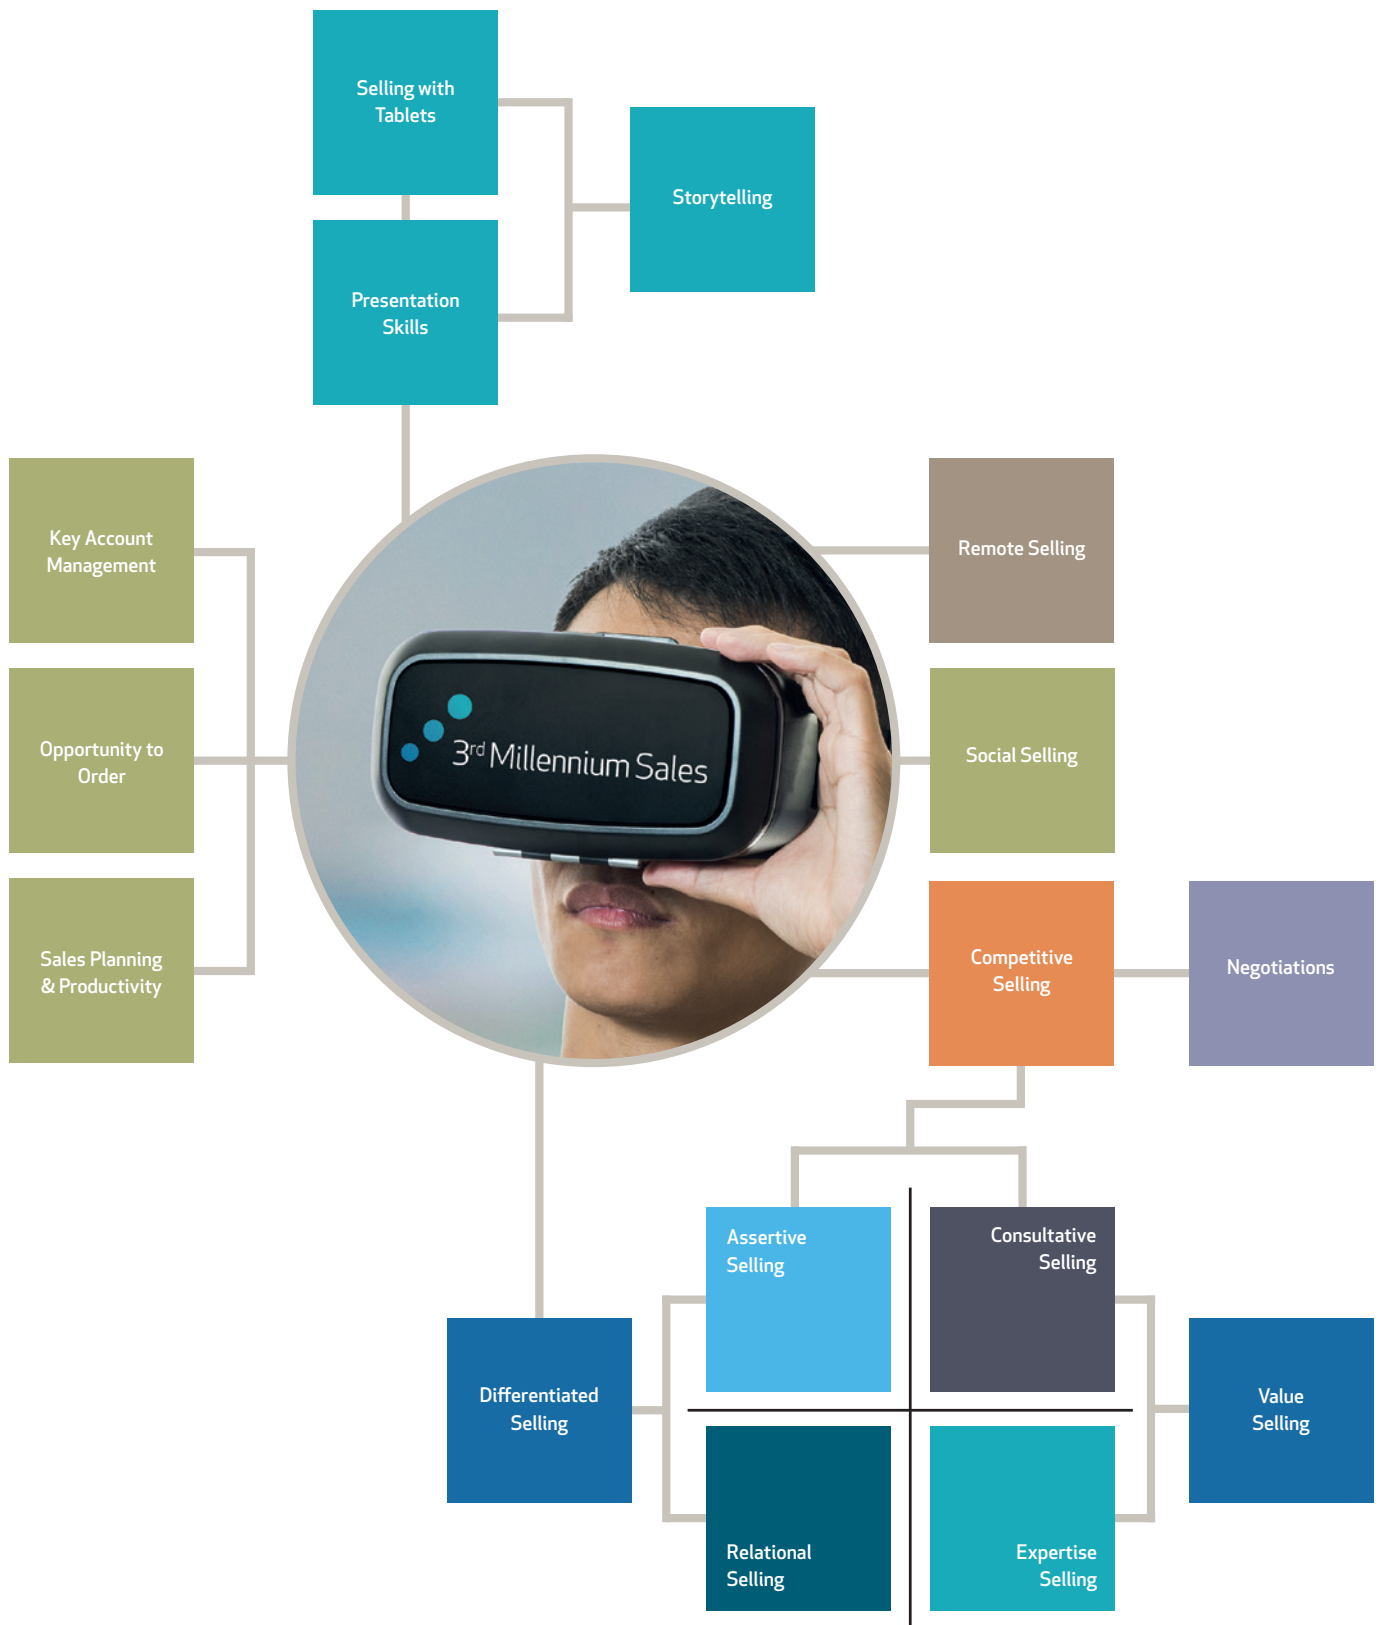 Selling with
Tablets
Storytelling
Presentation
Skills
Key Account
Management
Remote Selling
Opportunity to
Order
3rd Millennium Sales
Social Selling
Sales Planning
& Productivity
Competitive
Selling
Negotiations
Assertive
Selling
Consultative
Selling
Differentiated
Selling
Value
Selling
Relational
Selling
Expertise
Selling